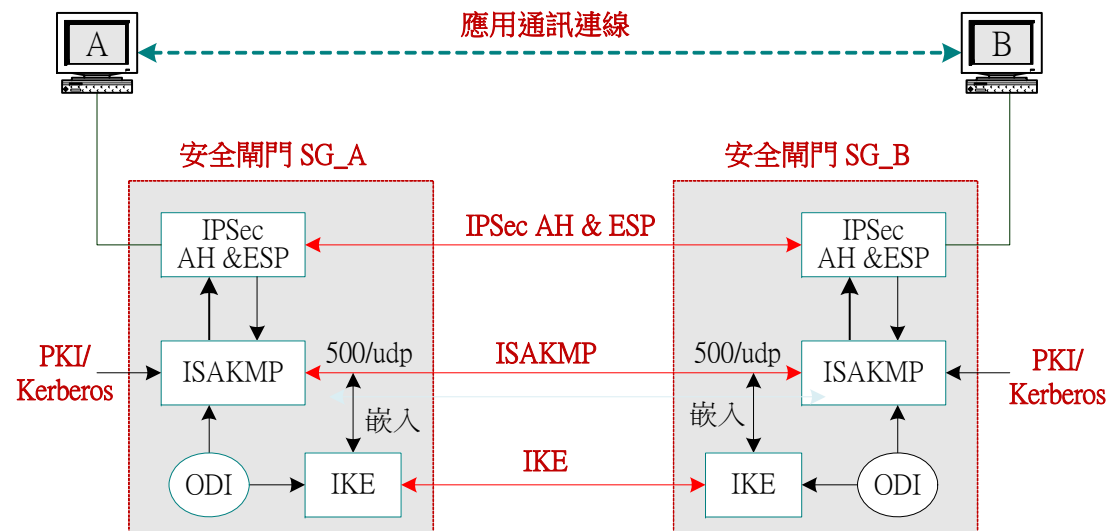 應用通訊連線
A
B
安全閘門 SG_A
安全閘門 SG_B
IPSec
AH &ESP
IPSec AH & ESP
IPSec
AH &ESP
PKI/
Kerberos
ISAKMP
500/udp
ISAKMP
500/udp
ISAKMP
PKI/
Kerberos
嵌入
嵌入
ODI
IKE
IKE
IKE
ODI